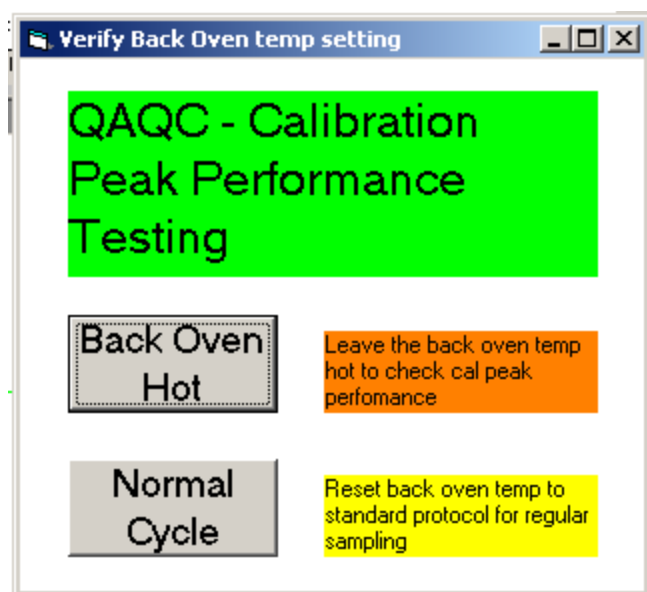 Verify Back Oven temp setting
QAQC - Calibration
Peak Performance
Testing
Back Oven
Hot
Leave the back oven temp
hot to check cal peak
perfomance
Normal
Cycle
Reset back oven temp to
standard protocol for regular
sampling